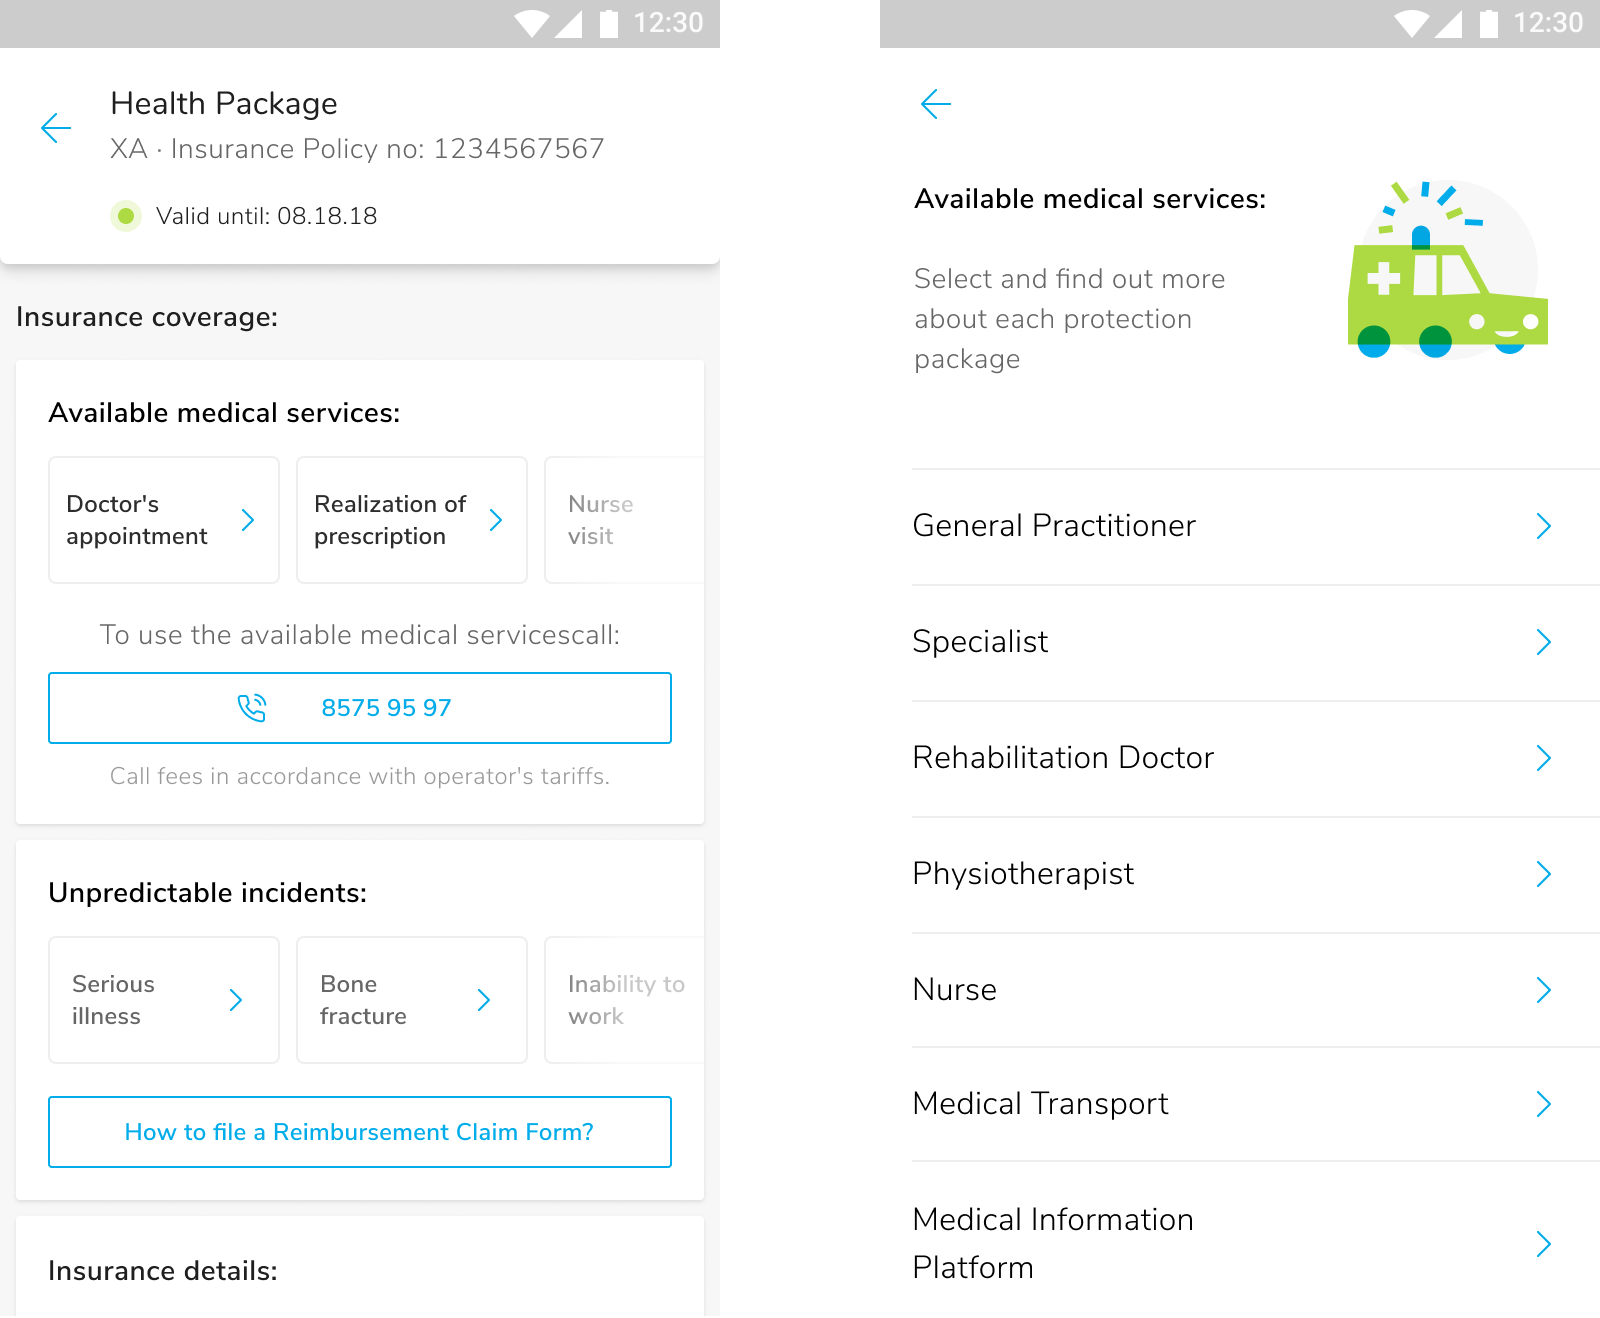 12:30
Health Package
XA · Insurance Policy no: 1234567567
Valid until: 08.18.18
Insurance coverage:
Available medical services:
Doctor's
appointment
Realization of
prescription
Nurse
visit
To use the available medical servicescall:
8575 95 97
Call fees in accordance with operator's tariffs.
Unpredictable incidents:
Serious
illness
Bone
fracture
Inability to
work
How to file a Reimbursement Claim Form?
Insurance details:
12:30
Available medical services:
Select and find out more
about each protection
package
General Practitioner
Specialist
Rehabilitation Doctor
Physiotherapist
Nurse
Medical Transport
Medical Information
Platform